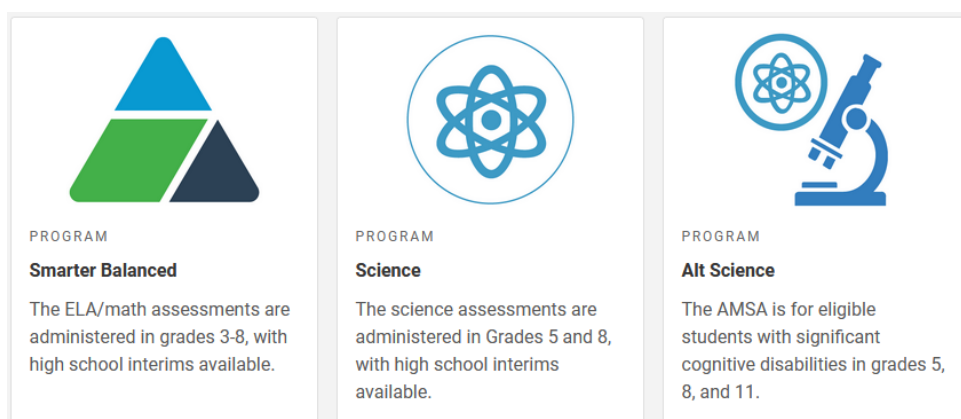 PROGRAM
Smarter Balanced
The ELA/math assessments are
administered in grades 3-8, with
high school interims available.
PROGRAM
Science
The science assessments are
administered in Grades 5 and 8,
with high school interims
available.
PROGRAM
Alt Science
The AMSA is for eligible
students with significant
cognitive disabilities in grades 5,
8, and 11.